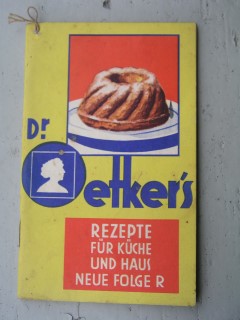 Dr.
Oetker's
REZEPTE
FÜR KÜCHE
UND HAUS
NEUE FOLGE R